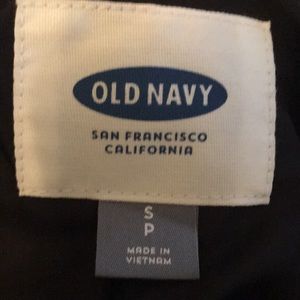 OLD NAVY
SAN FRANCISCO
CALIFORNIA
S
P
MADE IN
VIETNAM